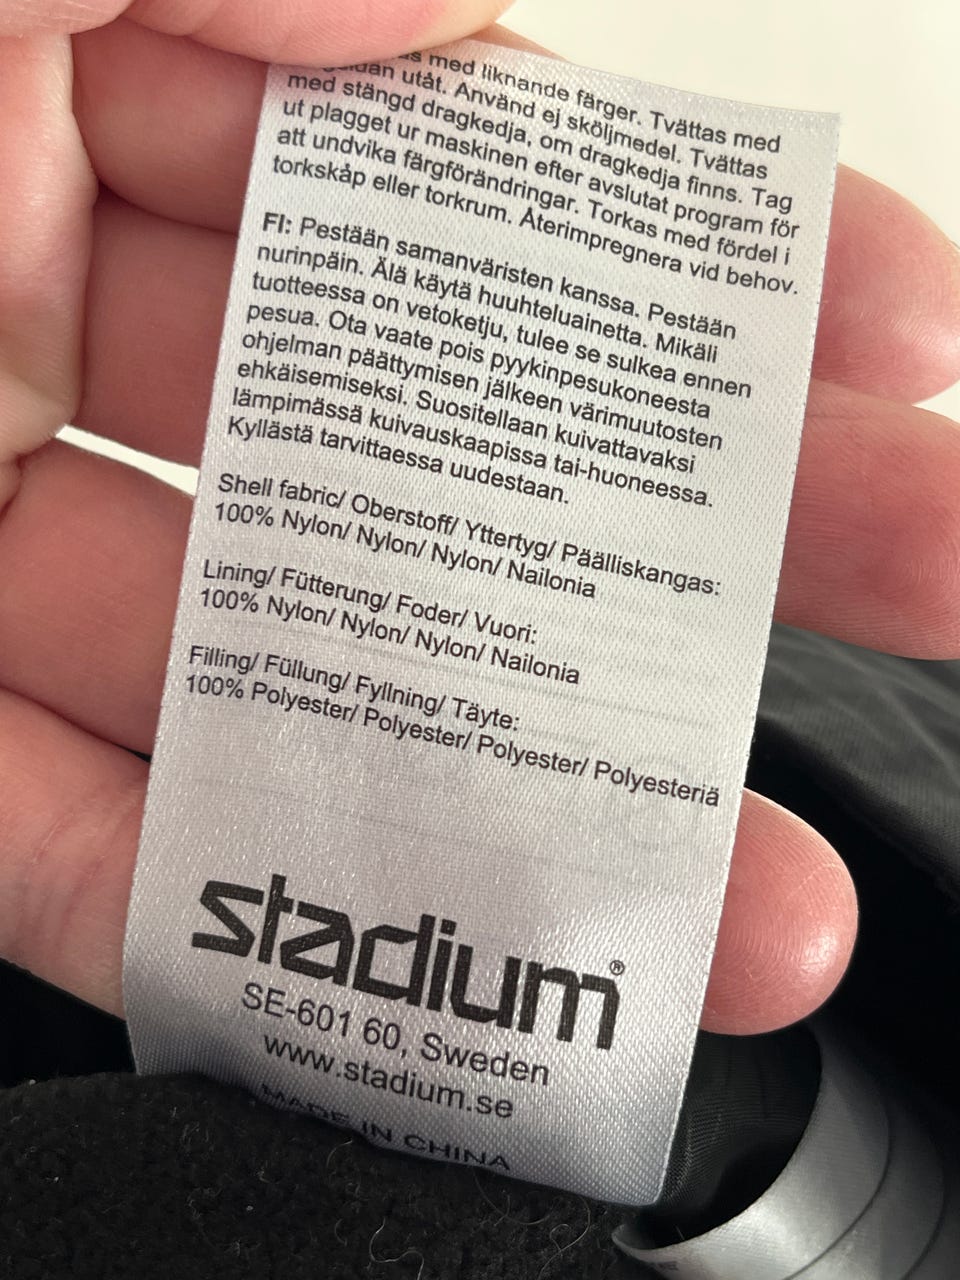 med liknande färger. Tvättas med
utåt. Använd ej sköljmedel. Tvättas
med stängd dragkedja, om dragkedja finns. Tag
ut plagget ur maskinen efter avslutat program för
att undvika färgförändringar. Torkas med fördel i
torkskåp eller torkrum. Återimpregnera vid behov.
FI: Pestään samanväristen kanssa. Pestään
nurinpäin. Älä käytä huuhteluainetta. Mikäli
tuotteessa on vetoketju, tulee se sulkea ennen
pesua. Ota vaate pois pyykinpesukoneesta
ohjelman päättymisen jälkeen värimuutosten
ehkäisemiseksi. Suositellaan kuivattavaksi
lämpimässä kuivauskaapissa tai-huoneessa.
Kyllästä tarvittaessa uudestaan.
Shell fabric/ Oberstoff/ Yttertyg/ Päälliskangas:
100% Nylon/ Nylon/ Nylon/ Nailonia
Lining/ Fütterung/ Foder/ Vuori:
100% Nylon/ Nylon/ Nylon/ Nailonia
Filling/ Füllung/ Fyllning/ Täyte:
100% Polyester/ Polyester/ Polyester/ Polyesteriä
stadium®
SE-601 60, Sweden
www.stadium.se
MADE IN CHINA